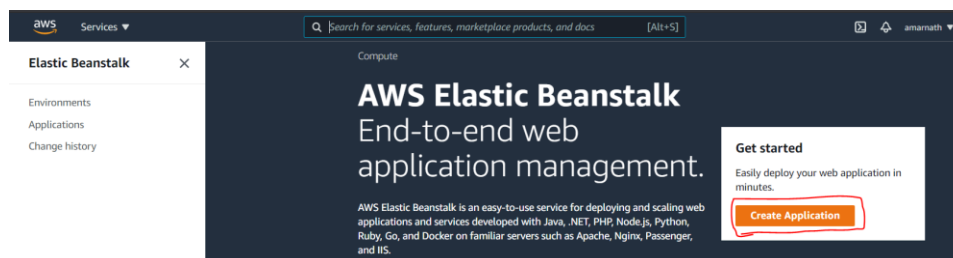 aws Services ▼ Search for services, features, marketplace products, and docs [Alt+S] amarnath ▼
Elastic Beanstalk ×
Environments
Applications
Change history
Compute
AWS Elastic Beanstalk
End-to-end web
application management.
AWS Elastic Beanstalk is an easy-to-use service for deploying and scaling web
applications and services developed with Java, .NET, PHP, Node.js, Python,
Ruby, Go, and Docker on familiar servers such as Apache, Nginx, Passenger,
and IIS.
Get started
Easily deploy your web application in
minutes.
Create Application